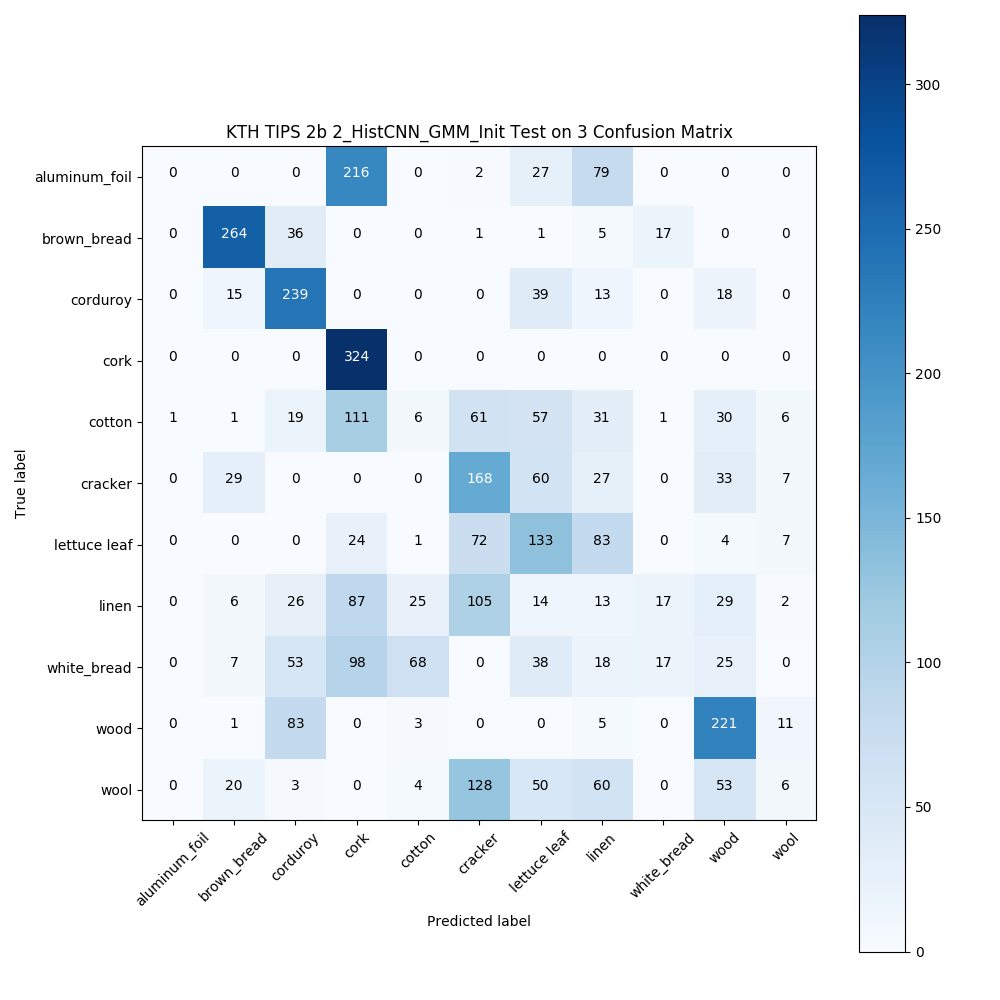 KTH TIPS 2b 2_HistCNN_GMM_Init Test on 3 Confusion Matrix
True label
aluminum_foil 0 0 0 216 0 2 27 79 0 0 0
brown_bread 0 264 36 0 0 1 1 5 17 0 0
corduroy 0 15 239 0 0 0 39 13 0 18 0
cork 0 0 0 324 0 0 0 0 0 0 0
cotton 1 1 19 111 6 61 57 31 1 30 6
cracker 0 29 0 0 0 168 60 27 0 33 7
lettuce leaf 0 0 0 24 1 72 133 83 0 4 7
linen 0 6 26 87 25 105 14 13 17 29 2
white_bread 0 7 53 98 68 0 38 18 17 25 0
wood 0 1 83 0 3 0 0 5 0 221 11
wool 0 20 3 0 4 128 50 60 0 53 6
aluminum_foil brown_bread corduroy cork cotton cracker lettuce leaf linen white_bread wood wool
Predicted label
300
250
200
150
100
50
0